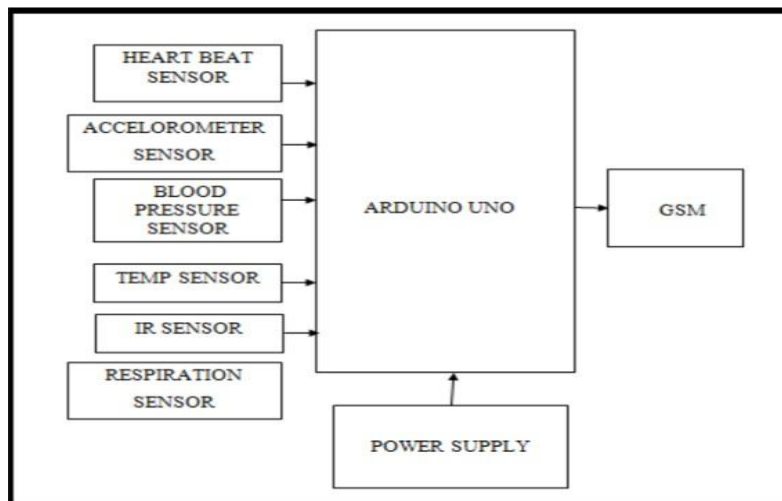 HEART BEAT
SENSOR
ACCELOROMETER
SENSOR
BLOOD
PRESSURE
SENSOR
TEMP SENSOR
IR SENSOR
RESPIRATION
SENSOR
ARDUINO UNO
GSM
POWER SUPPLY